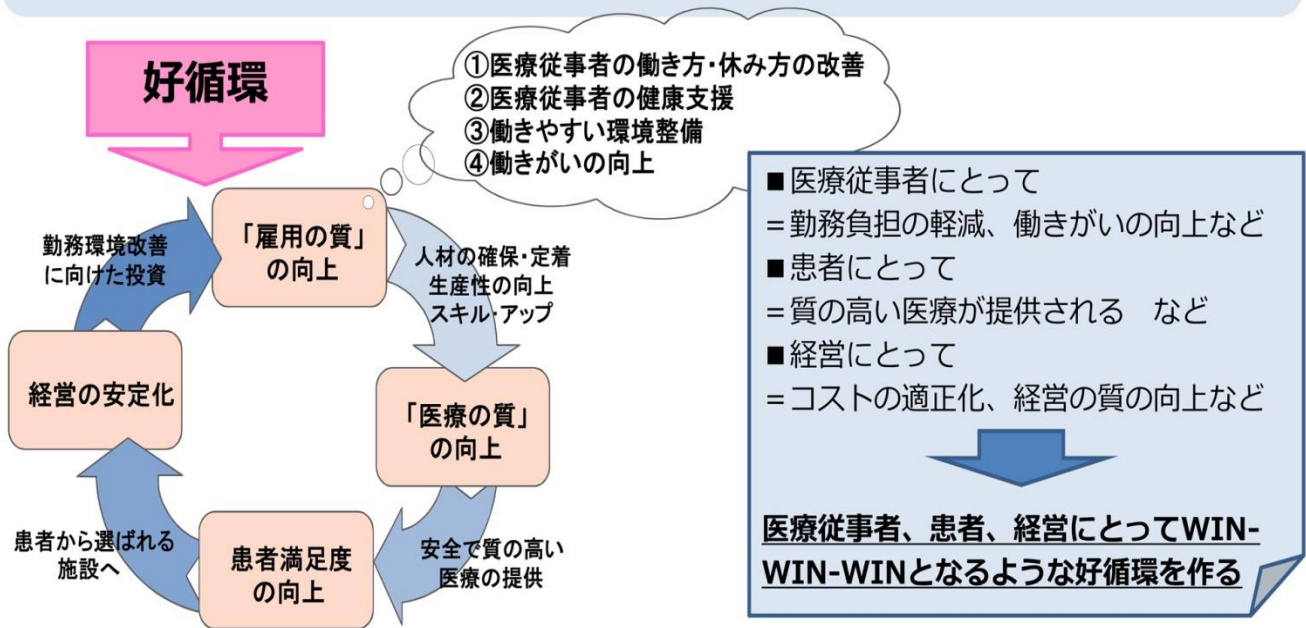 好循環
①医療従事者の働き方・休み方の改善
②医療従事者の健康支援
③働きやすい環境整備
④働きがいの向上
「雇用の質」
の向上
人材の確保・定着
生産性の向上
スキル・アップ
「医療の質」
の向上
安全で質の高い
医療の提供
患者満足度
の向上
患者から選ばれる
施設へ
経営の安定化
勤務環境改善
に向けた投資
■医療従事者にとって
＝勤務負担の軽減、働きがいの向上など
■患者にとって
＝質の高い医療が提供される　など
■経営にとって
＝コストの適正化、経営の質の向上など
医療従事者、患者、経営にとってWIN-
WIN-WINとなるような好循環を作る